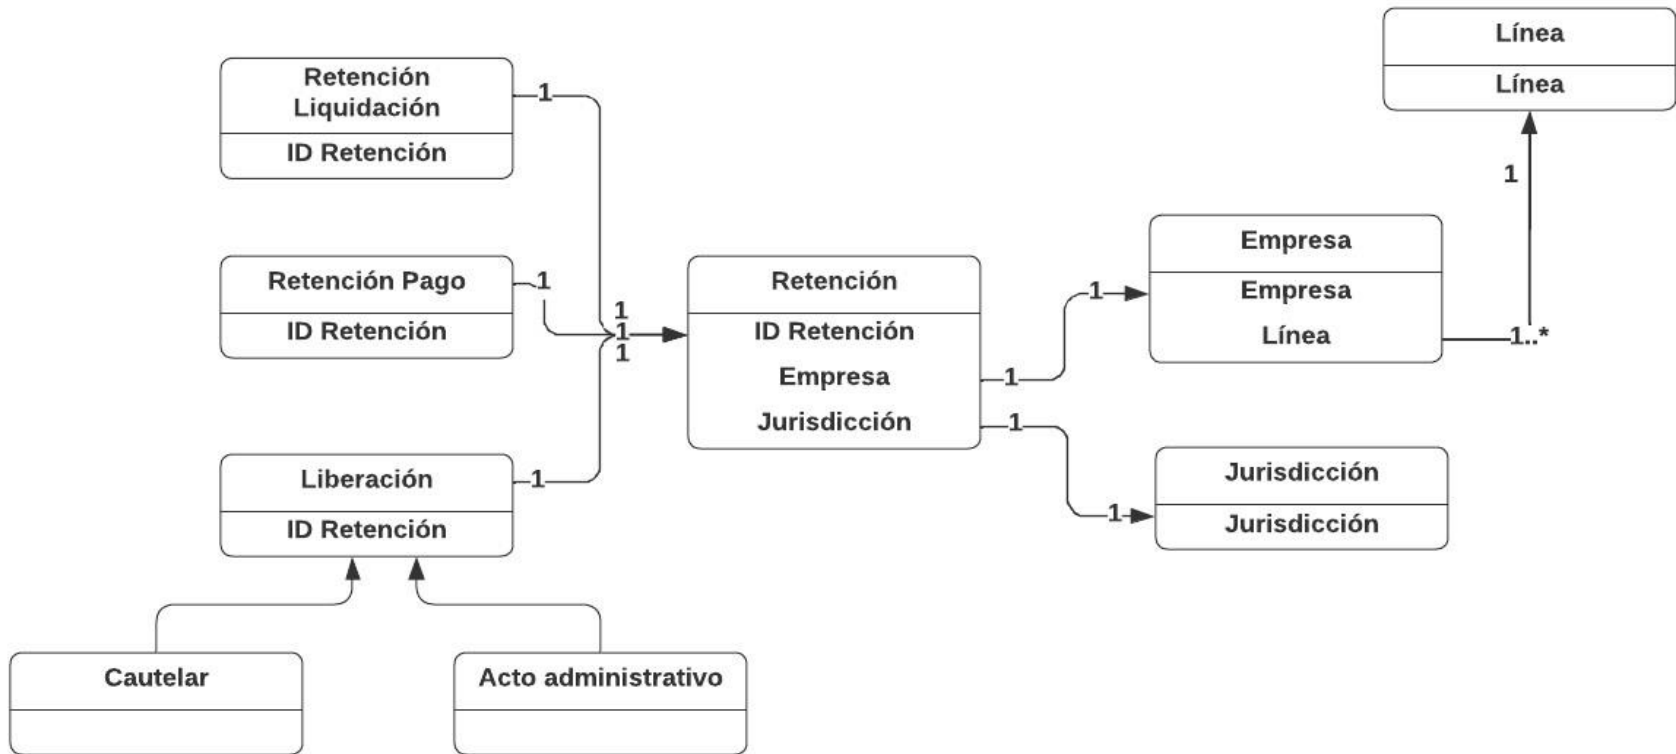 Línea
Línea
Retención
Liquidación
1
ID Retención
1
Empresa
Retención Pago
1
Retención
1
Empresa
ID Retención
1
1
1
ID Retención
Línea
1..*
Empresa
1
Jurisdicción
1
Liberación
1
Jurisdicción
ID Retención
1
Jurisdicción
Cautelar
Acto administrativo